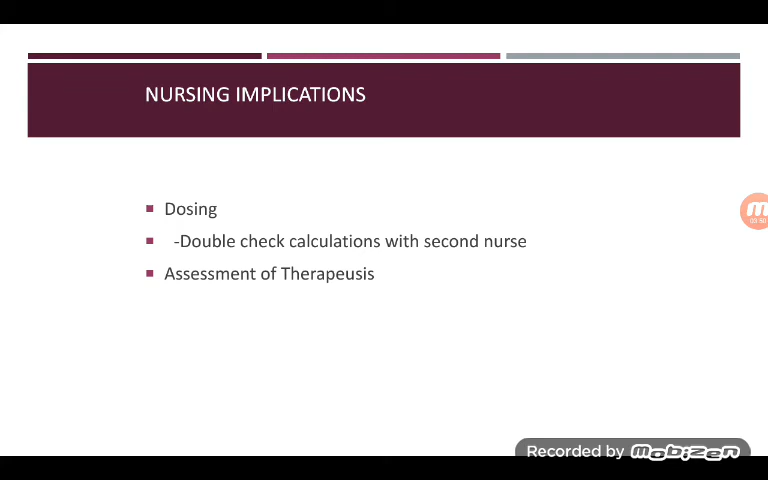 NURSING IMPLICATIONS
Dosing
-Double check calculations with second nurse
Assessment of Therapeusis
Recorded by mobizen